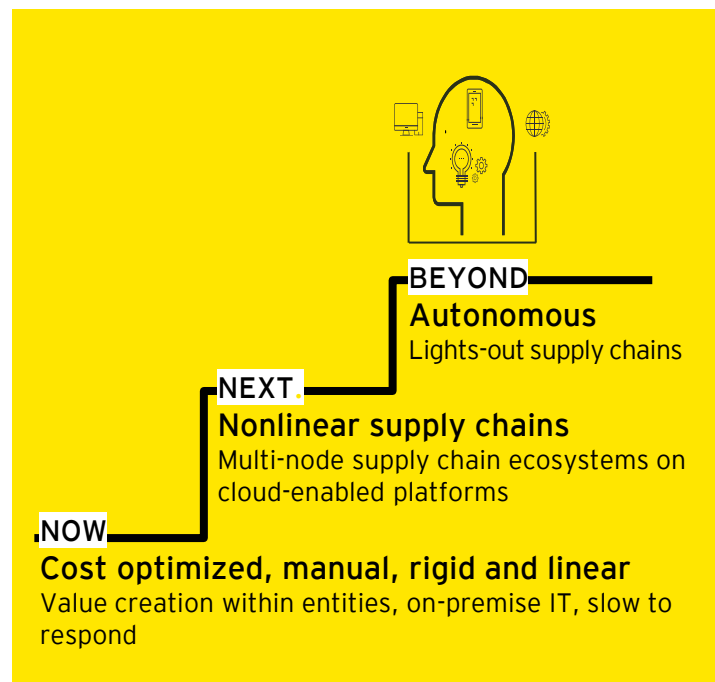 BEYOND
Autonomous
Lights-out supply chains
NEXT.
Nonlinear supply chains
Multi-node supply chain ecosystems on
cloud-enabled platforms
NOW
Cost optimized, manual, rigid and linear
Value creation within entities, on-premise IT, slow to
respond